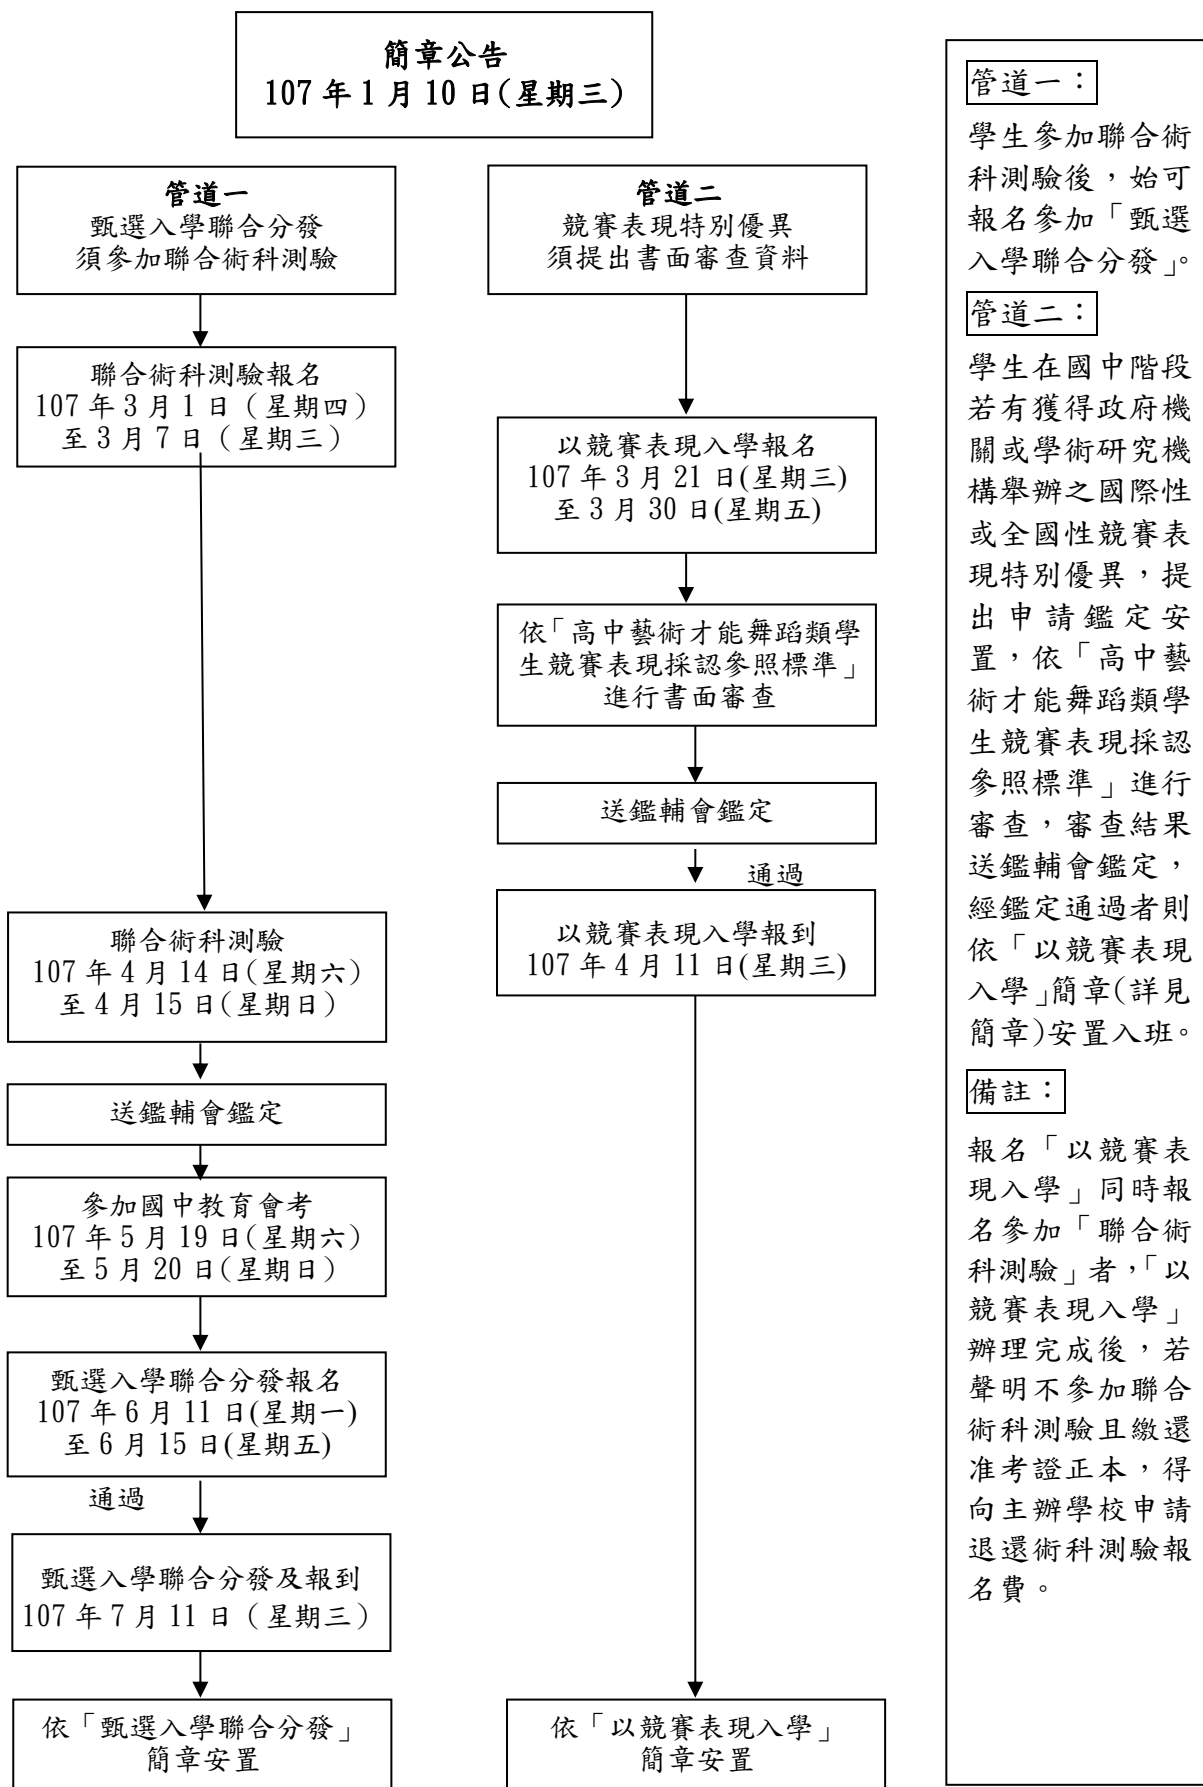 簡章公告
107 年 1 月 10 日(星期三)
管道一
甄選入學聯合分發
須參加聯合術科測驗
聯合術科測驗報名
107 年 3 月 1 日（星期四）
至 3 月 7 日（星期三）
聯合術科測驗
107 年 4 月 14 日(星期六)
至 4 月 15 日(星期日)
送鑑輔會鑑定
參加國中教育會考
107 年 5 月 19 日(星期六)
至 5 月 20 日(星期日)
甄選入學聯合分發報名
107 年 6 月 11 日(星期一)
至 6 月 15 日(星期五)
通過
甄選入學聯合分發及報到
107 年 7 月 11 日（星期三）
依「甄選入學聯合分發」
簡章安置
管道二
競賽表現特別優異
須提出書面審查資料
以競賽表現入學報名
107 年 3 月 21 日(星期三)
至 3 月 30 日(星期五)
依「高中藝術才能舞蹈類學
生競賽表現採認參照標準」
進行書面審查
送鑑輔會鑑定
通過
以競賽表現入學報到
107 年 4 月 11 日(星期三)
依「以競賽表現入學」
簡章安置
管道一：
學生參加聯合術
科測驗後，始可
報名參加「甄選
入學聯合分發」。
管道二：
學生在國中階段
若有獲得政府機
關或學術研究機
構舉辦之國際性
或全國性競賽表
現特別優異，提
出申請鑑定安
置，依「高中藝
術才能舞蹈類學
生競賽表現採認
參照標準」進行
審查，審查結果
送鑑輔會鑑定，
經鑑定通過者則
依「以競賽表現
入學」簡章(詳見
簡章)安置入班。
備註：
報名「以競賽表
現入學」同時報
名參加「聯合術
科測驗」者，「以
競賽表現入學」
辦理完成後，若
聲明不參加聯合
術科測驗且繳還
准考證正本，得
向主辦學校申請
退還術科測驗報
名費。